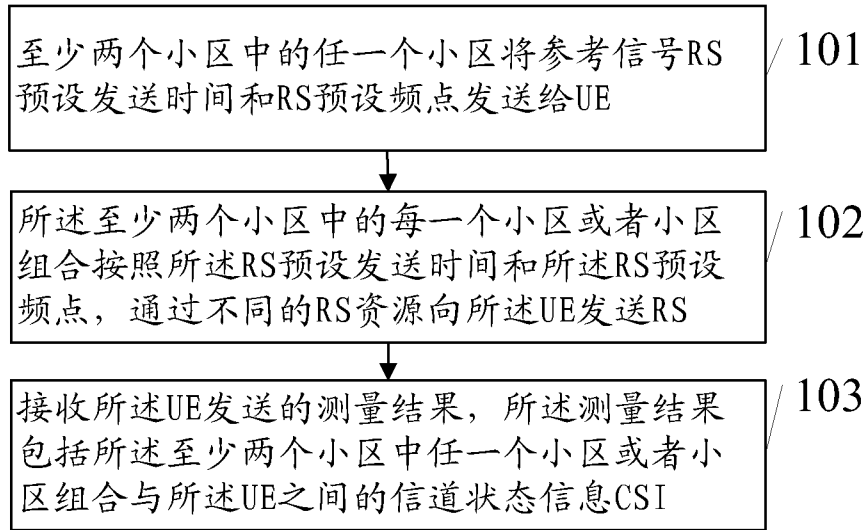 至少两个小区中的任一个小区将参考信号RS
预设发送时间和RS预设频点发送给UE
101
所述至少两个小区中的每一个小区或者小区
组合按照所述RS预设发送时间和所述RS预设
频点，通过不同的RS资源向所述UE发送RS
102
接收所述UE发送的测量结果，所述测量结果
包括所述至少两个小区中任一个小区或者小
区组合与所述UE之间的信道状态信息CSI
103